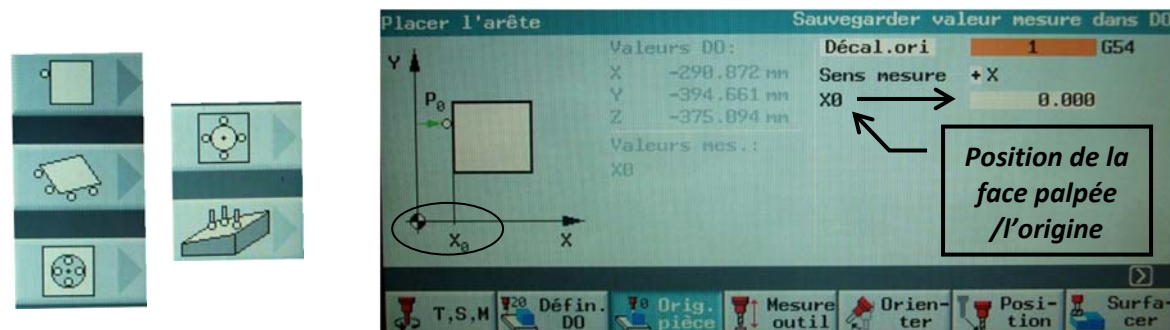 Placer l'arête Sauvegarder valeur mesure dans DO
Valeurs DO: Décal.ori 1 G54
X -290.872 mm Sens mesure + X
Y -394.661 mm X0 0.000
Z -375.094 mm
Valeurs mes.:
X0
Y
P0
X0 X
Position de la
face palpée
/l'origine
T,S,M Défin. DO Orig. pièce Mesure outil Orien-ter Posi-tion Surfa-cer